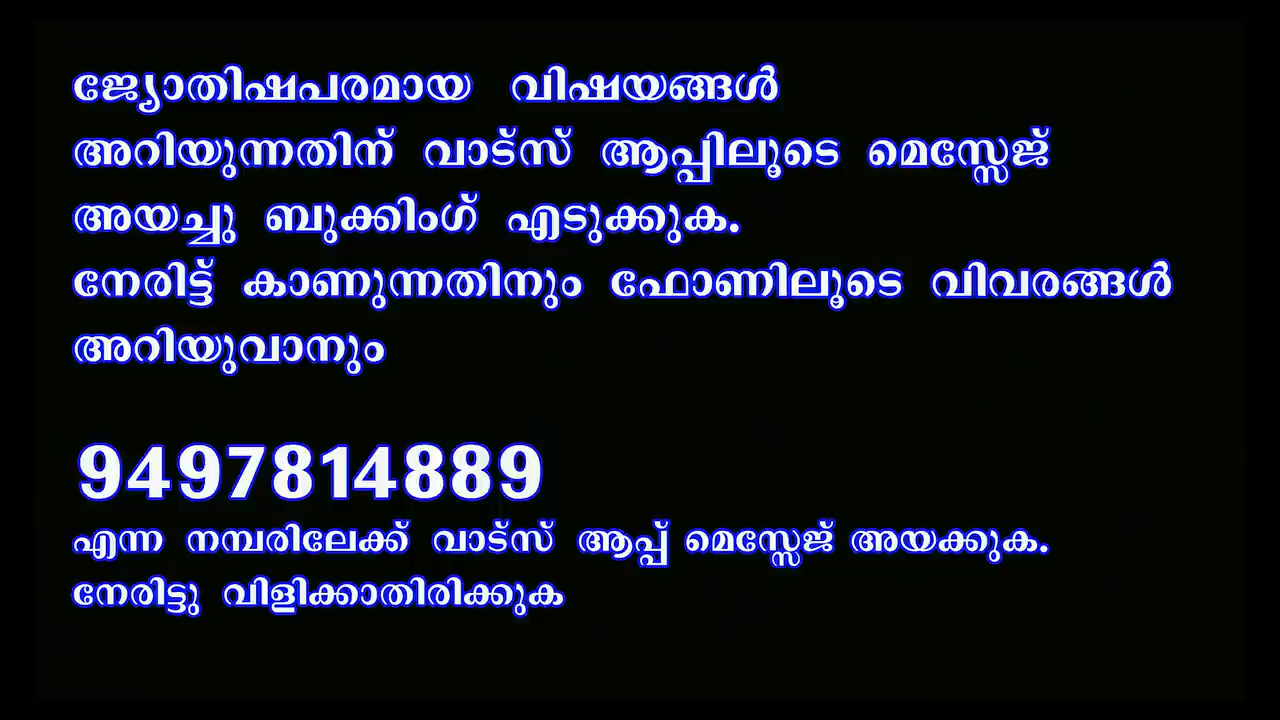 ജ്യോതിഷപരമായ വിഷയങ്ങൾ
അറിയുന്നതിന് വാട്സ് ആപ്പിലൂടെ മെസ്സേജ്
അയച്ചു ബുക്കിംഗ് എടുക്കുക.
നേരിട്ട് കാണുന്നതിനും ഫോണിലൂടെ വിവരങ്ങൾ
അറിയുവാനും
9497814889
എന്ന നമ്പരിലേക്ക് വാട്സ് ആപ്പ് മെസ്സേജ് അയക്കുക.
നേരിട്ടു വിളിക്കാതിരിക്കുക